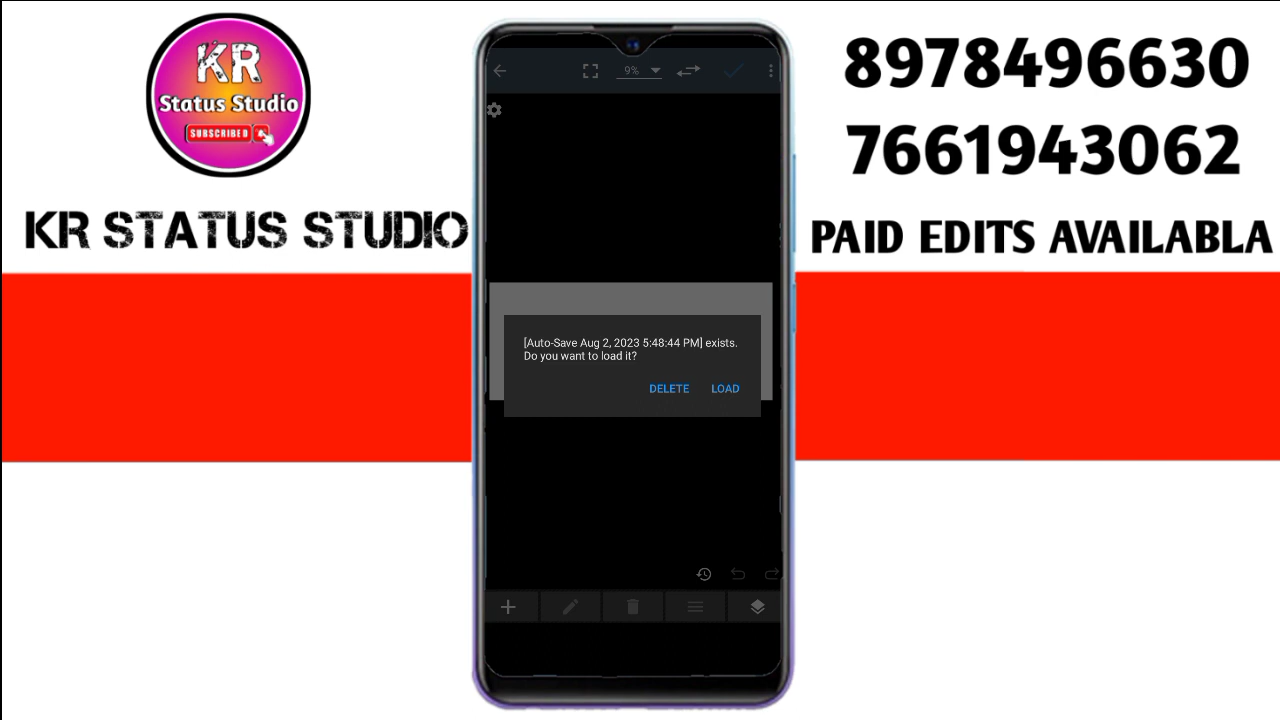 KR
Status Studio
SUBSCRIBED
KR STATUS STUDIO
9%
[Auto-Save Aug 2, 2023 5:48:44 PM] exists.
Do you want to load it?
DELETE LOAD
8978496630
7661943062
PAID EDITS AVAILABLA